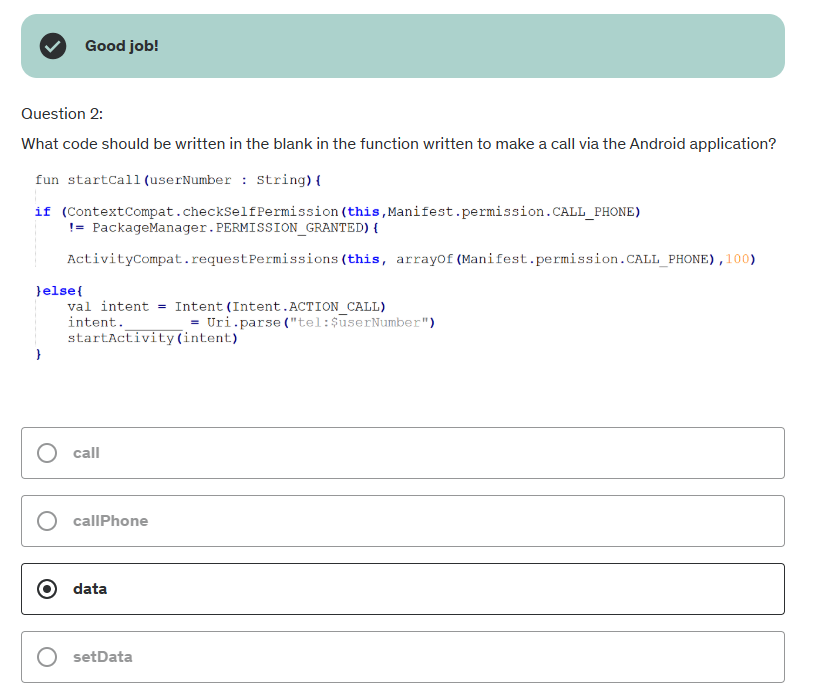 Good job!
Question 2:
What code should be written in the blank in the function written to make a call via the Android application?
fun startCall(userNumber : String){
if (ContextCompat.checkSelfPermission(this,Manifest.permission.CALL_PHONE)
!= PackageManager.PERMISSION_GRANTED){
ActivityCompat.requestPermissions(this, arrayOf(Manifest.permission.CALL_PHONE),100)
}else{
val intent = Intent(Intent.ACTION_CALL)
intent._______ = Uri.parse("tel:$userNumber")
startActivity(intent)
}
call
callPhone
data
setData